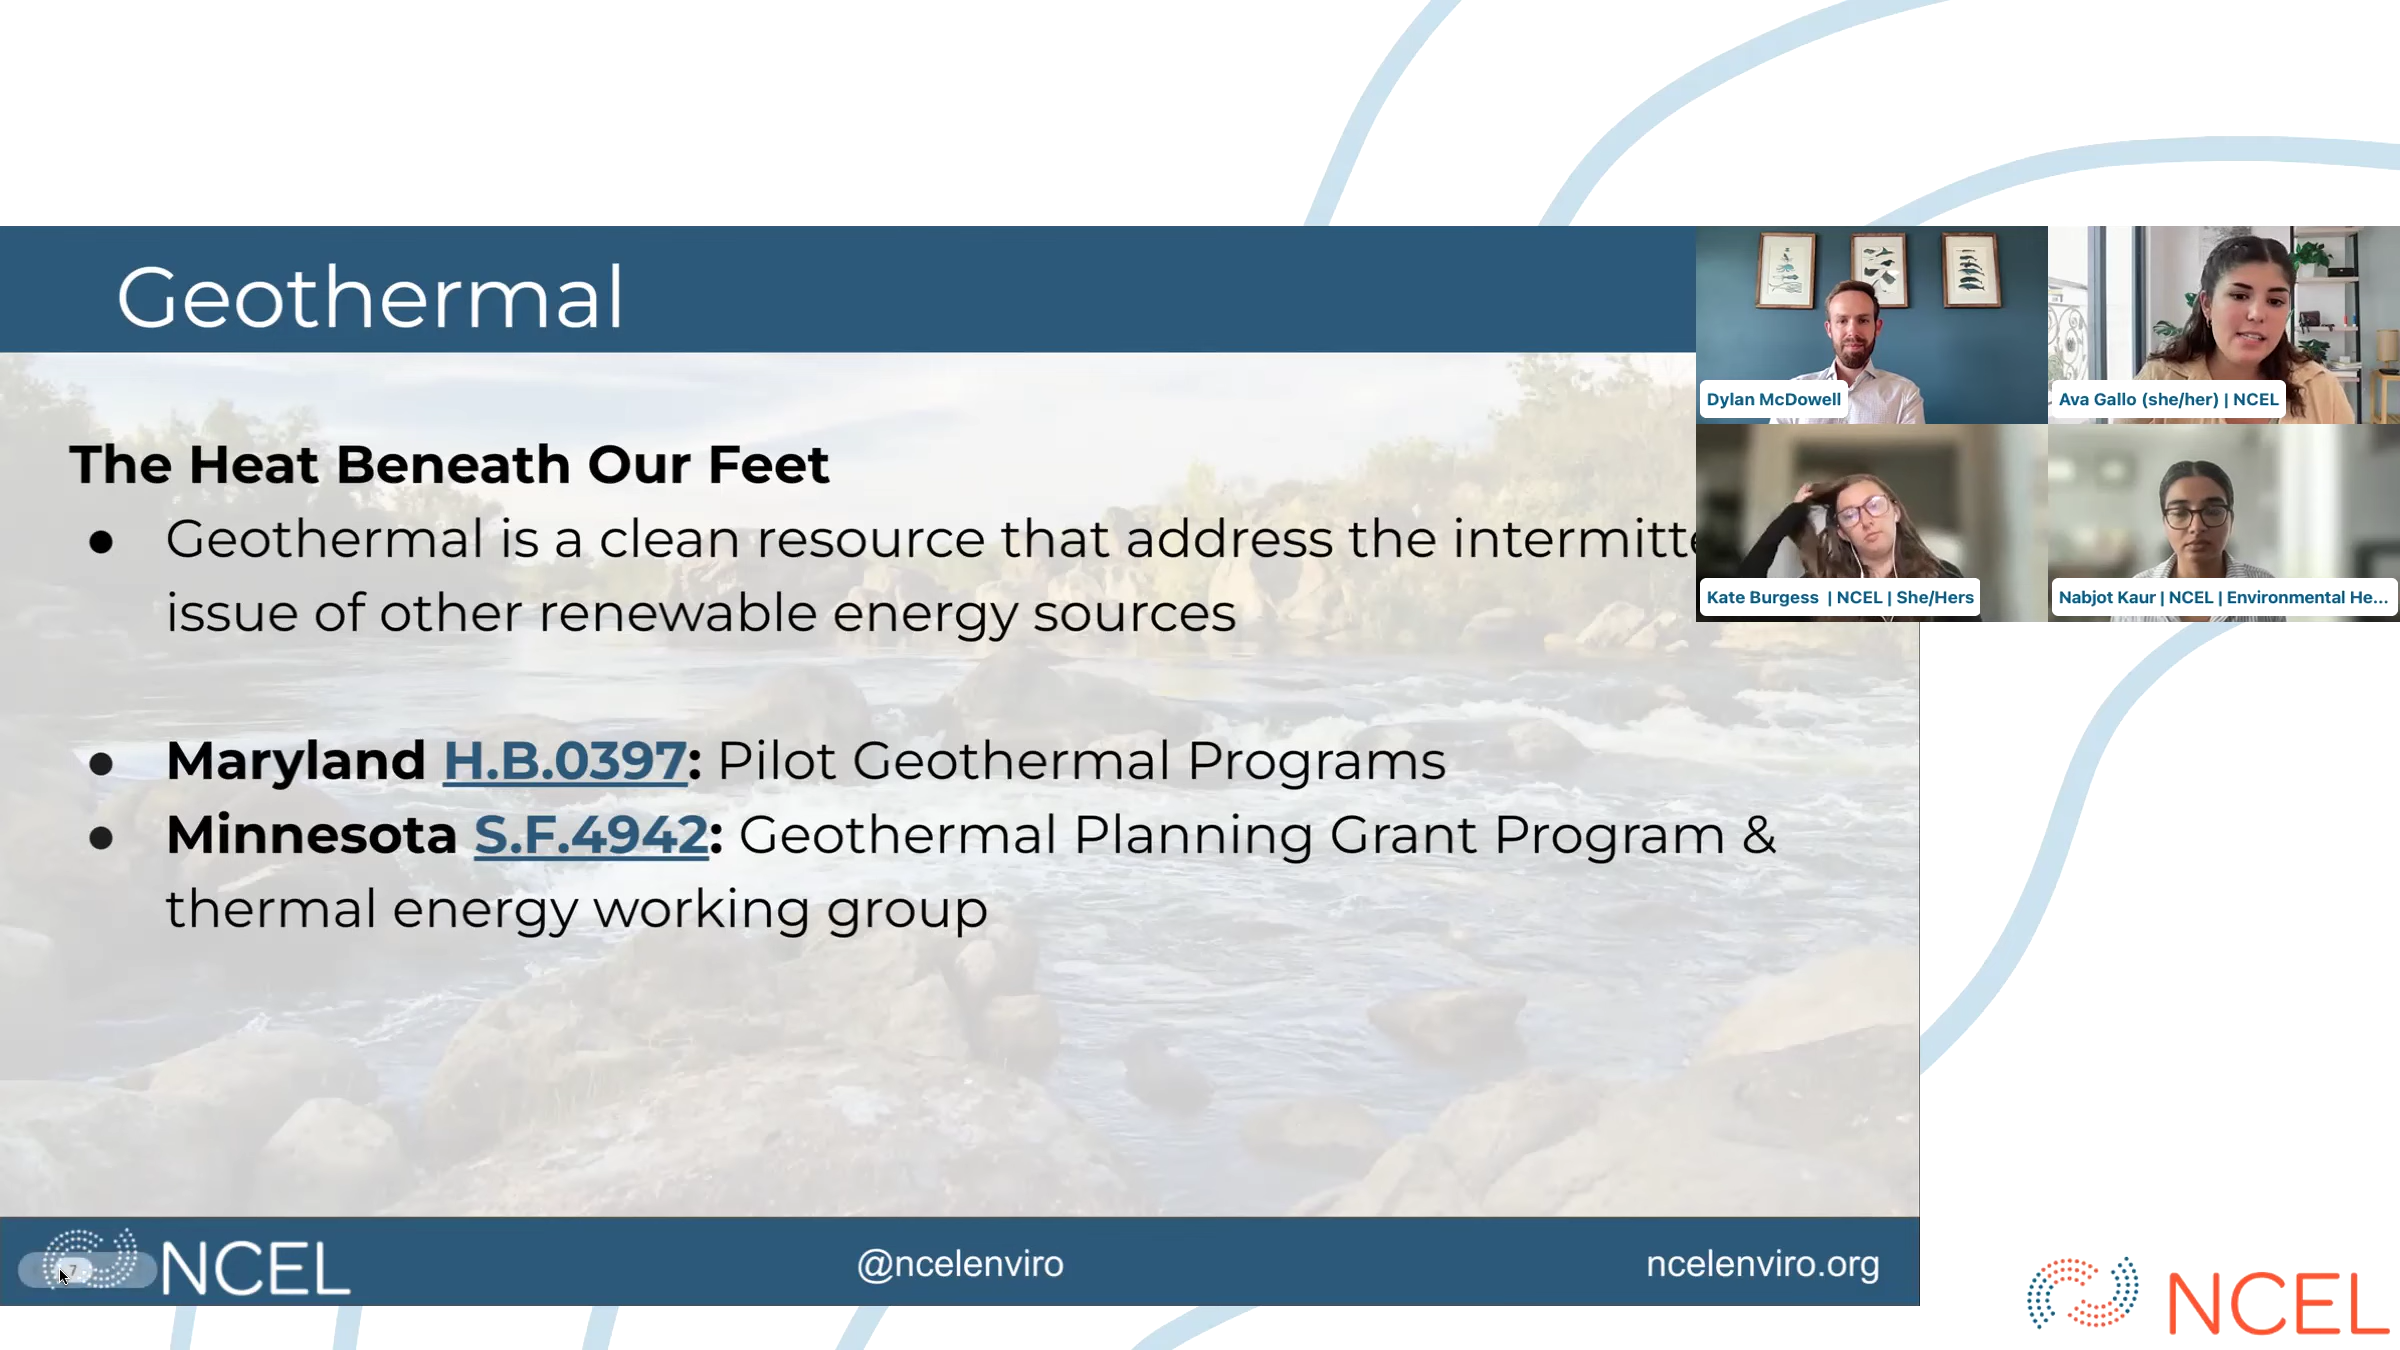 Geothermal
The Heat Beneath Our Feet
● Geothermal is a clean resource that address the intermitte
issue of other renewable energy sources
● Maryland H.B.0397: Pilot Geothermal Programs
● Minnesota S.F.4942: Geothermal Planning Grant Program &
thermal energy working group
Dylan McDowell
Ava Gallo (she/her) | NCEL
Kate Burgess | NCEL | She/Hers
Nabjot Kaur | NCEL | Environmental He...
7
NCEL
@ncelenviro
ncelenviro.org
NCEL